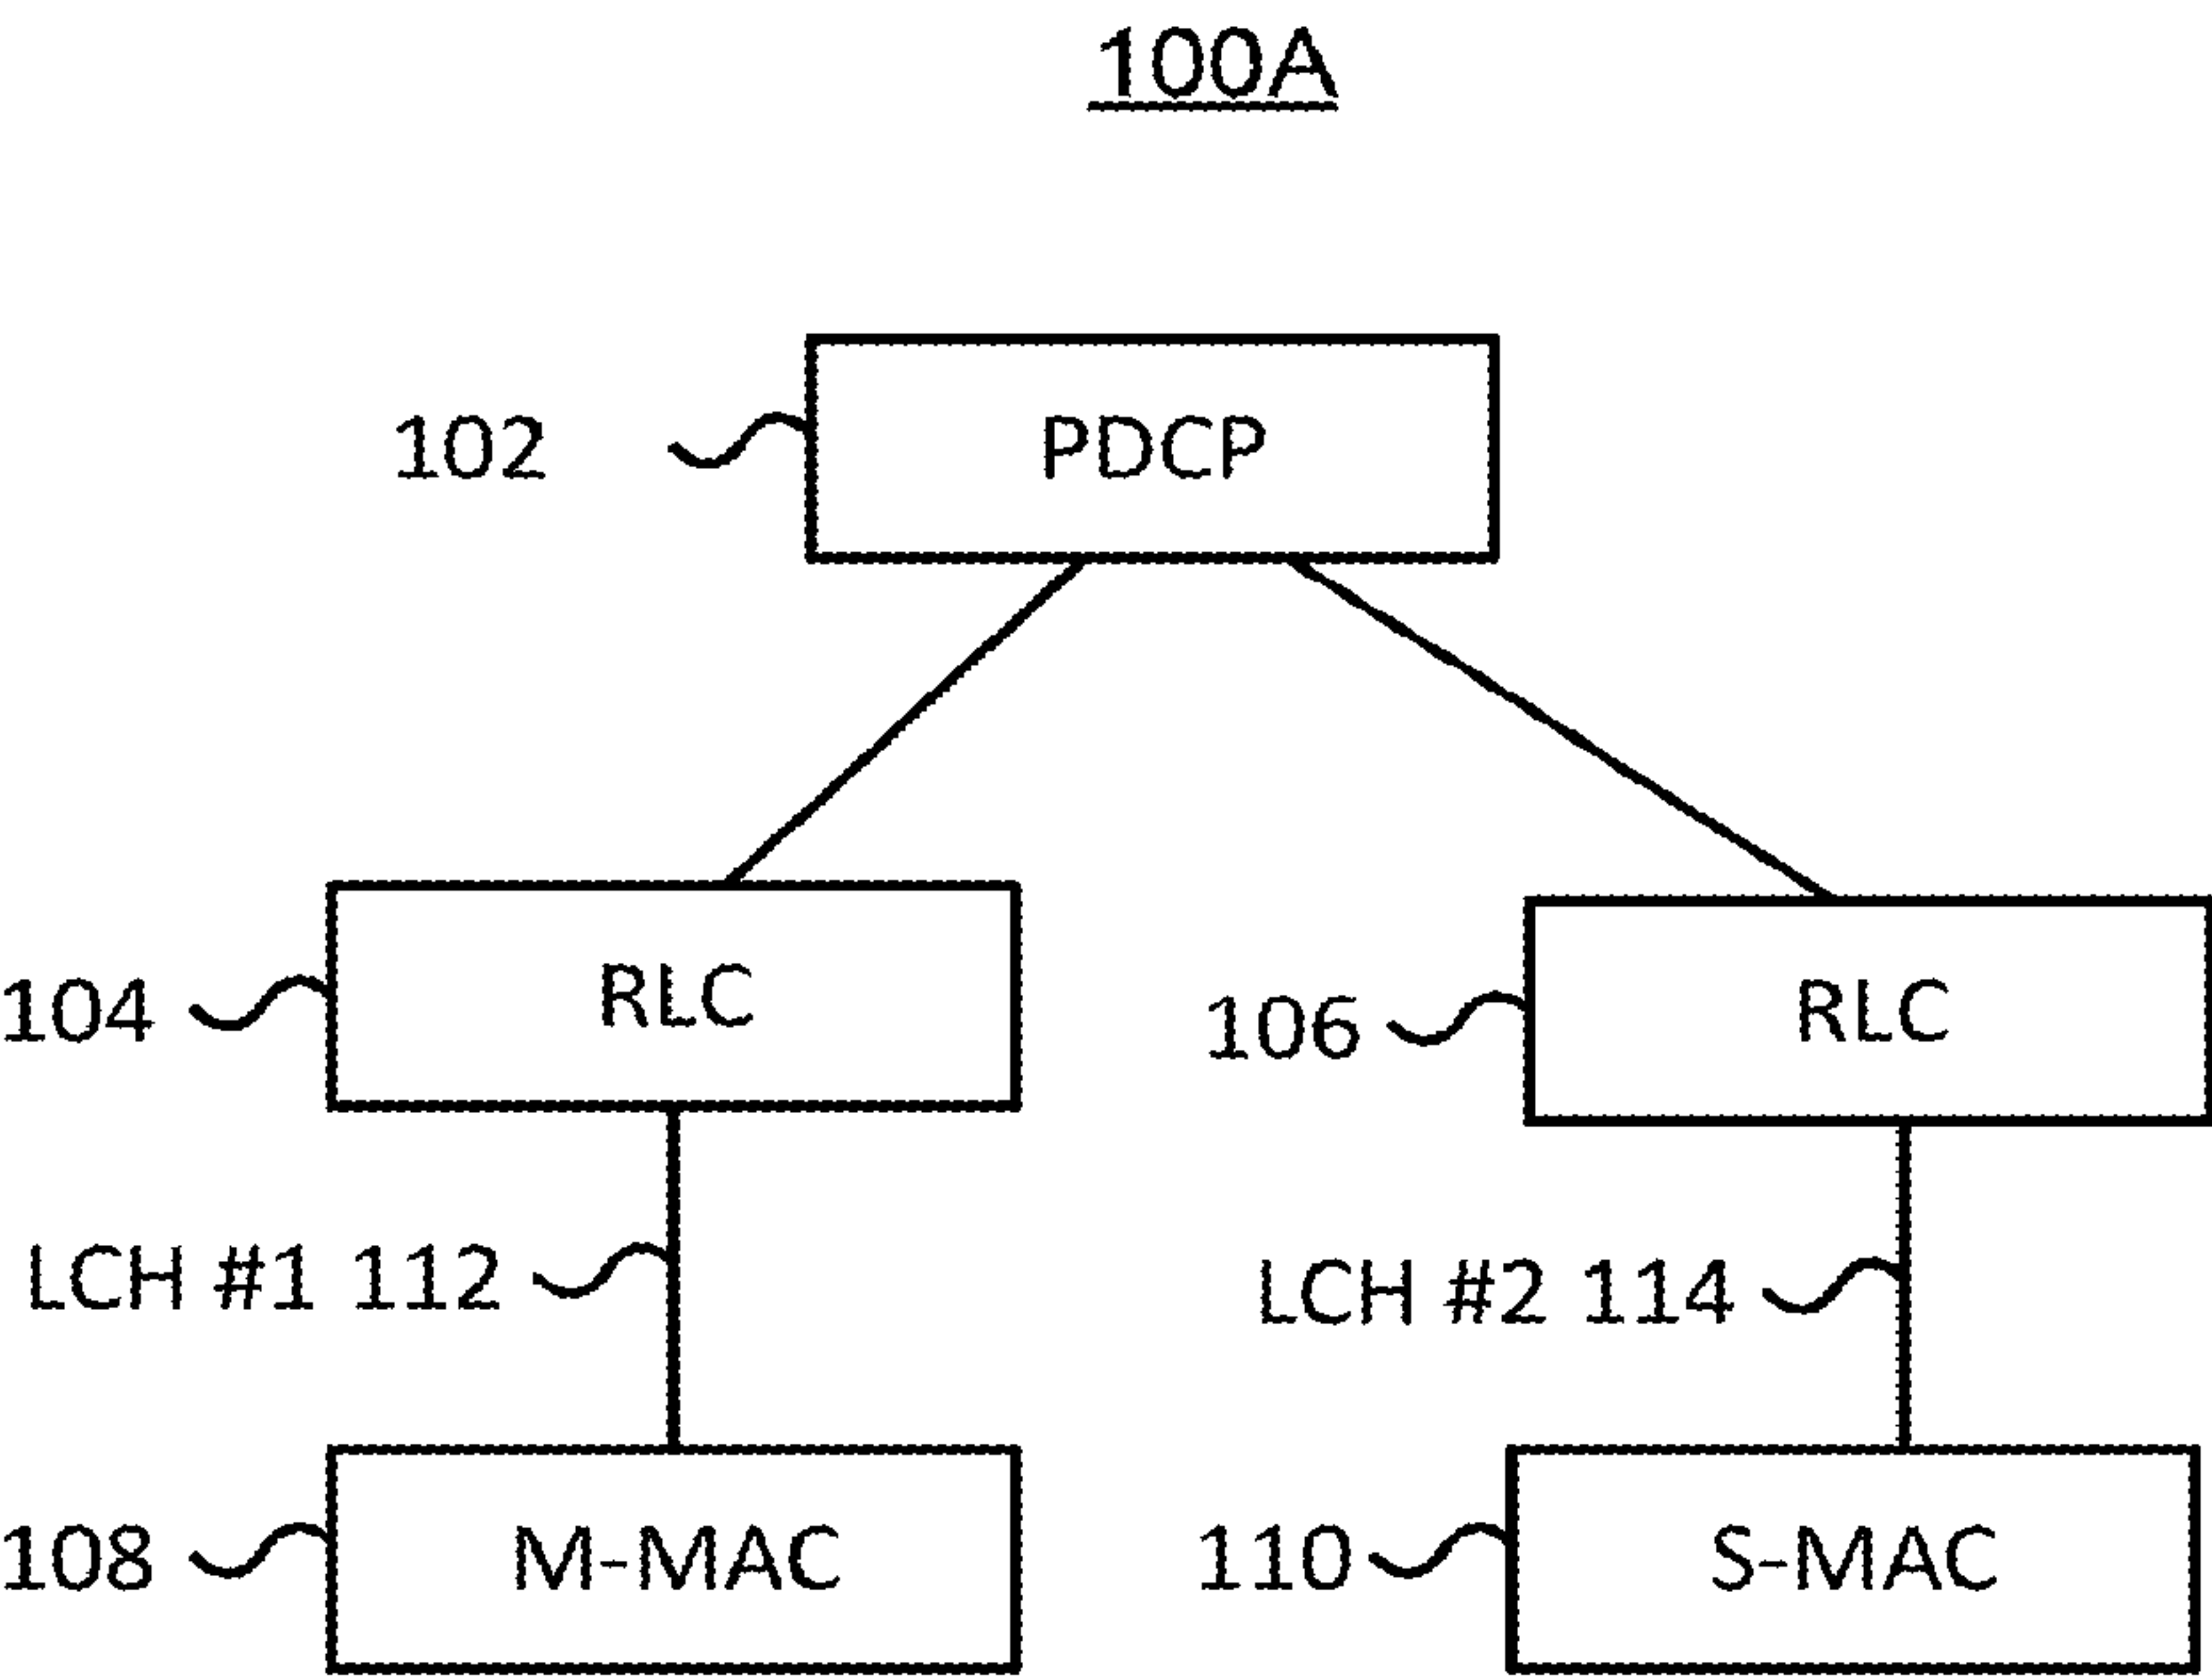 100A
102
PDCP
104
RLC
106
RLC
LCH #1 112
LCH #2 114
108
M-MAC
110
S-MAC